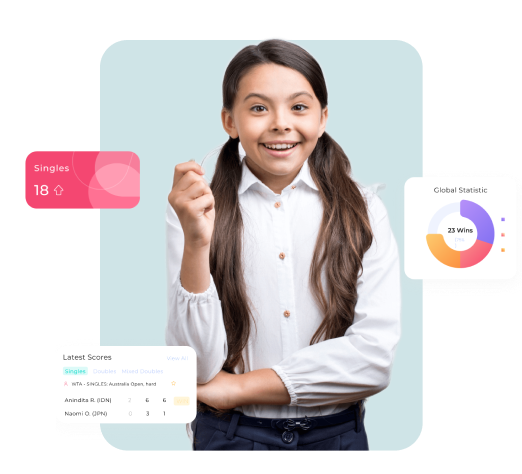 Singles
18
Global Statistic
23 Wins
Latest Scores
View All
Singles Doubles Mixed Doubles
WTA - SINGLES: Australia Open, hard
Anindita R. (IDN) 2 6 6
Naomi O. (JPN) 0 3 1